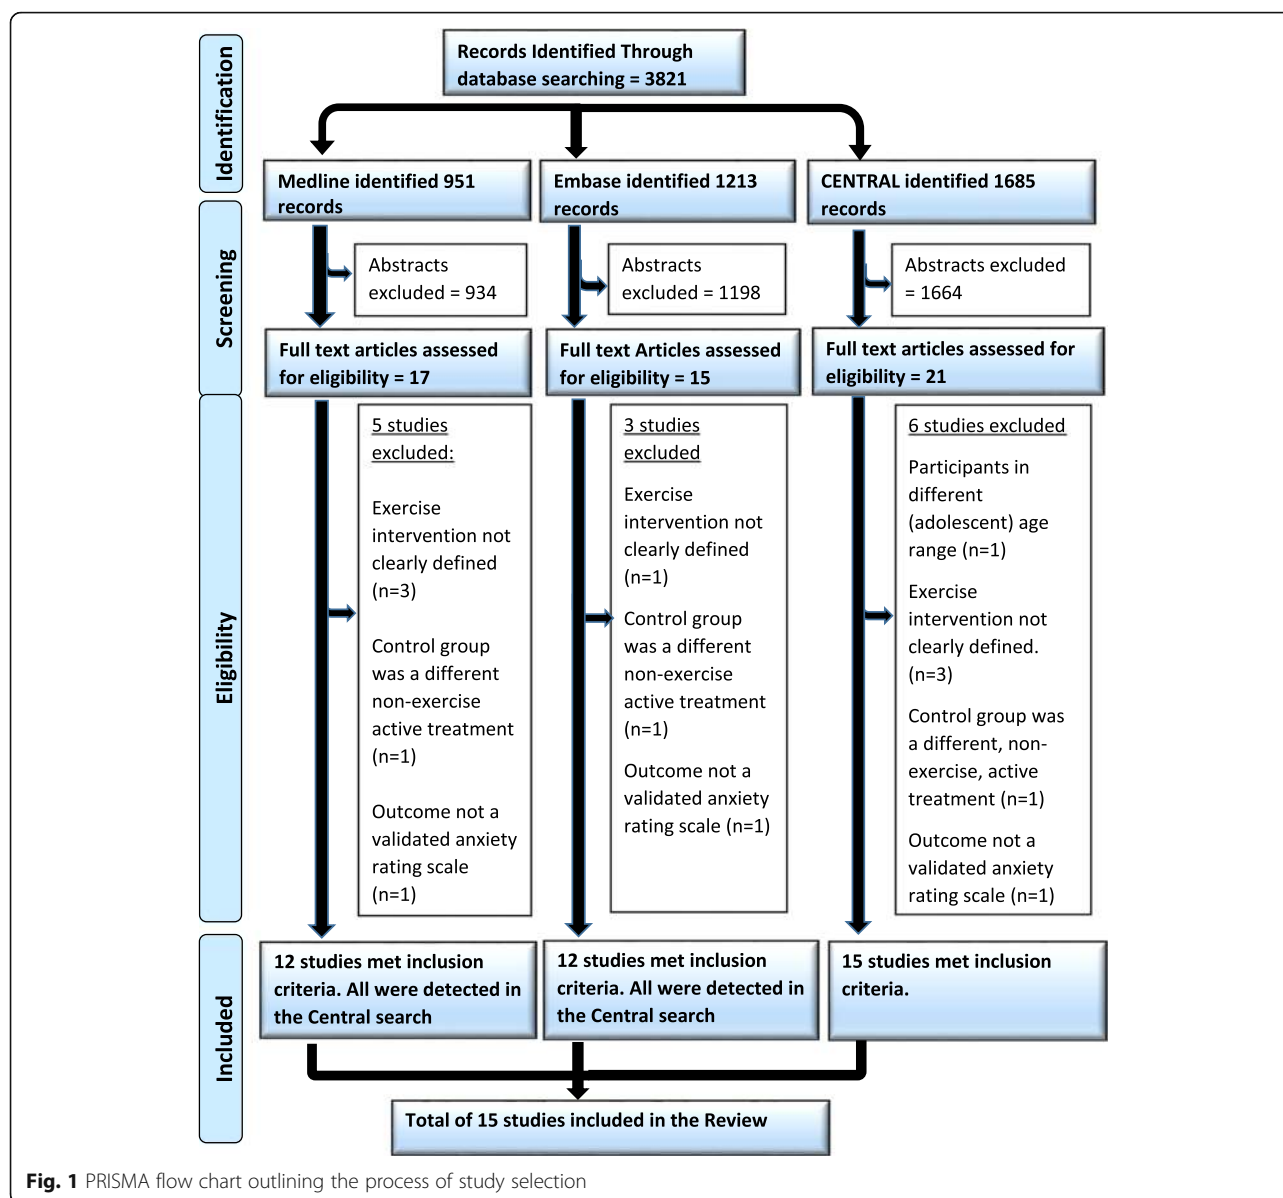 Identification
Records Identified Through
database searching = 3821
Medline identified 951
records
Embase identified 1213
records
CENTRAL identified 1685
records
Screening
Abstracts
excluded = 934
Abstracts
excluded = 1198
Abstracts excluded
= 1664
Full text articles assessed
for eligibility = 17
Full text Articles assessed
for eligibility = 15
Full text articles assessed for
eligibility = 21
Eligibility
5 studies
excluded:
Exercise
intervention not
clearly defined
(n=3)
Control group
was a different
non-exercise
active treatment
(n=1)
Outcome not a
validated anxiety
rating scale
(n=1)
3 studies
excluded
Exercise
intervention not
clearly defined
(n=1)
Control group
was a different
non-exercise
active treatment
(n=1)
Outcome not a
validated anxiety
rating scale (n=1)
6 studies excluded
Participants in
different
(adolescent) age
range (n=1)
Exercise
intervention not
clearly defined.
(n=3)
Control group was
a different, non-
exercise, active
treatment (n=1)
Outcome not a
validated anxiety
rating scale (n=1)
Included
12 studies met inclusion
criteria. All were detected in
the Central search
12 studies met inclusion
criteria. All were detected in
the Central search
15 studies met inclusion
criteria.
Total of 15 studies included in the Review
Fig. 1 PRISMA flow chart outlining the process of study selection